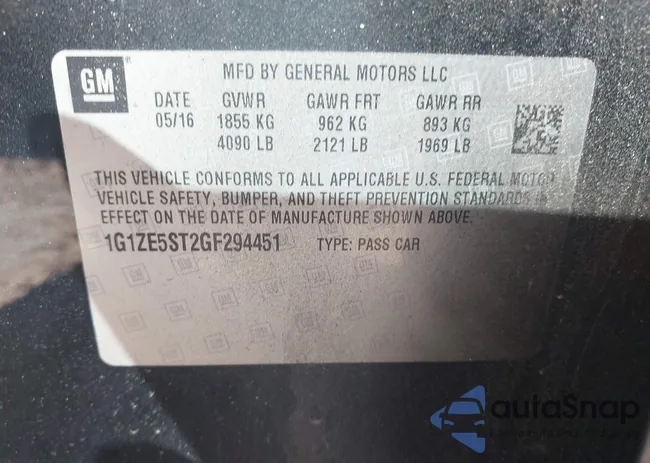 GM
MFD BY GENERAL MOTORS LLC
DATE GVWR GAWR FRT GAWR RR
05/16 1855 KG 962 KG 893 KG
4090 LB 2121 LB 1969 LB
THIS VEHICLE CONFORMS TO ALL APPLICABLE U.S. FEDERAL MOTOR
VEHICLE SAFETY, BUMPER, AND THEFT PREVENTION STANDARDS IN
EFFECT ON THE DATE OF MANUFACTURE SHOWN ABOVE.
1G1ZE5ST2GF294451 TYPE: PASS CAR
autoSnap